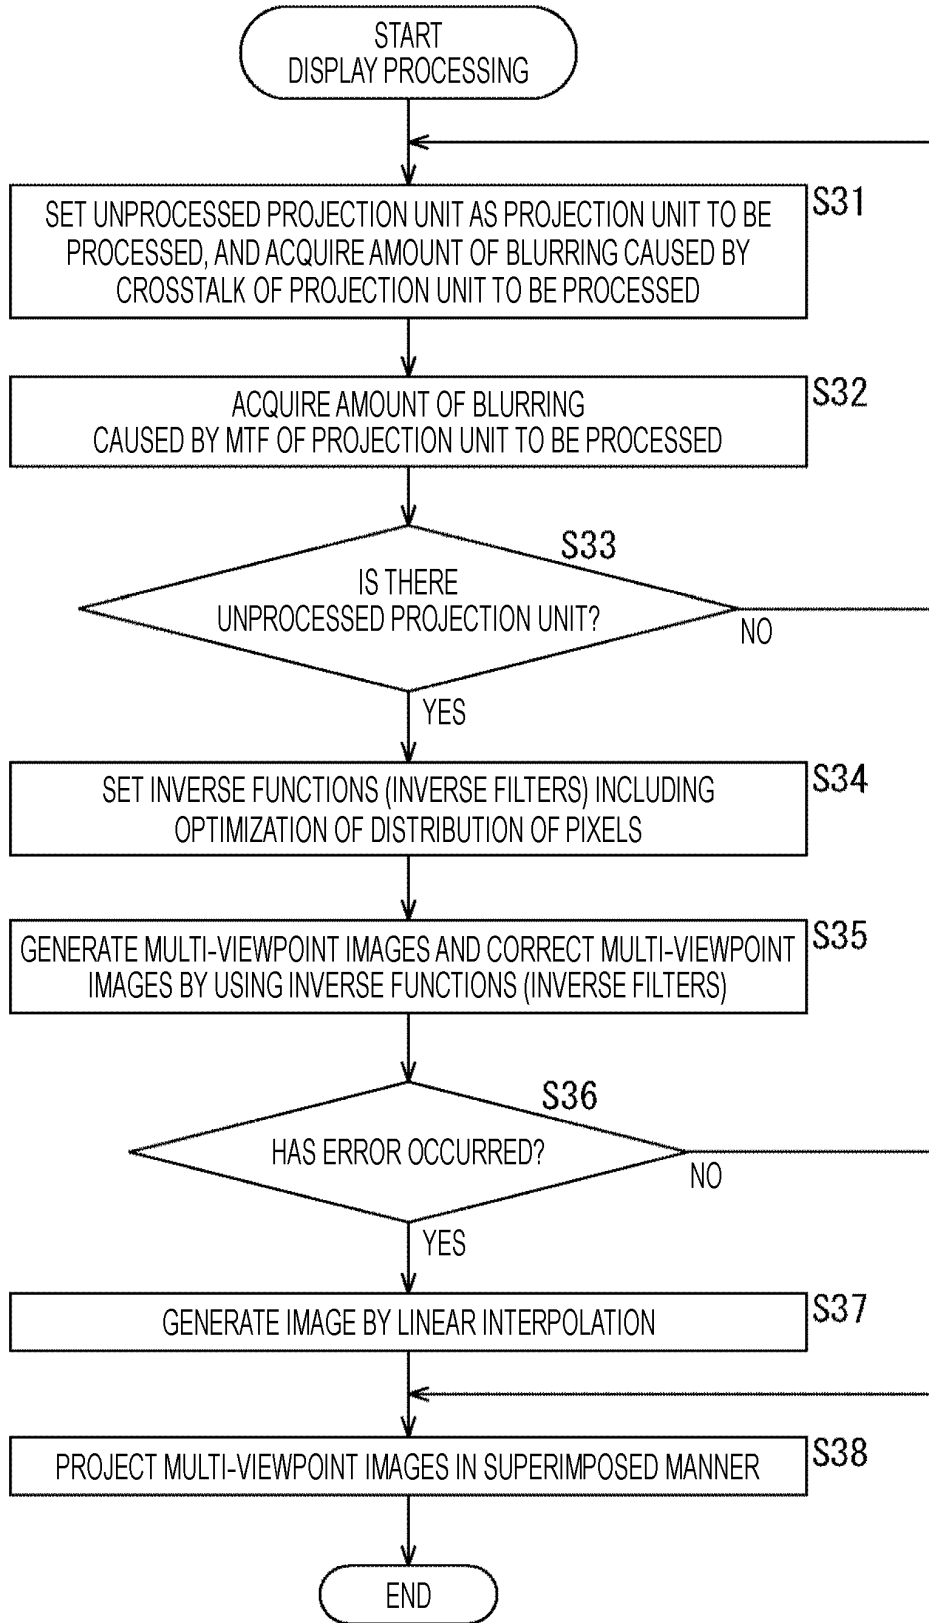 START
DISPLAY PROCESSING
S31
SET UNPROCESSED PROJECTION UNIT AS PROJECTION UNIT TO BE
PROCESSED, AND ACQUIRE AMOUNT OF BLURRING CAUSED BY
CROSSTALK OF PROJECTION UNIT TO BE PROCESSED
S32
ACQUIRE AMOUNT OF BLURRING
CAUSED BY MTF OF PROJECTION UNIT TO BE PROCESSED
S33
IS THERE
UNPROCESSED PROJECTION UNIT?
NO
YES
S34
SET INVERSE FUNCTIONS (INVERSE FILTERS) INCLUDING
OPTIMIZATION OF DISTRIBUTION OF PIXELS
S35
GENERATE MULTI-VIEWPOINT IMAGES AND CORRECT MULTI-VIEWPOINT
IMAGES BY USING INVERSE FUNCTIONS (INVERSE FILTERS)
S36
HAS ERROR OCCURRED?
NO
YES
S37
GENERATE IMAGE BY LINEAR INTERPOLATION
S38
PROJECT MULTI-VIEWPOINT IMAGES IN SUPERIMPOSED MANNER
END